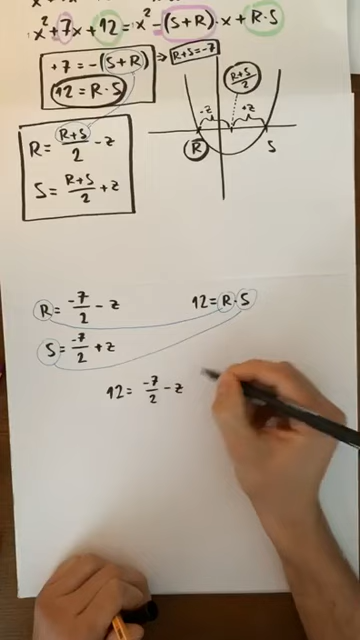 x²+7x+12=x²-(S+R)·x+R·S
+7=-(S+R) → R+S=-7
12=R·S
R=(R+S)/2-z
S=(R+S)/2+z
(R+S)/2
-z +z
R S
R=-7/2-z 12=R·S
S=-7/2+z
12=-7/2-z